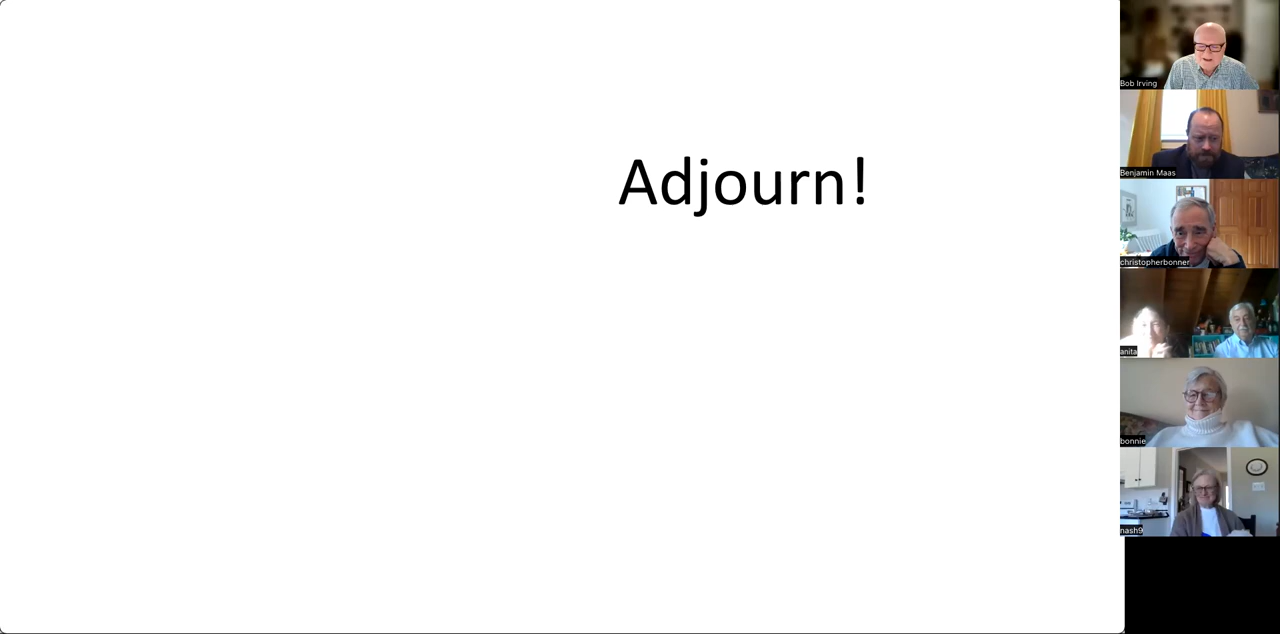 Adjourn!
Bob Irving
Benjamin Maas
christopherbonner
anita
bonnie
nash9